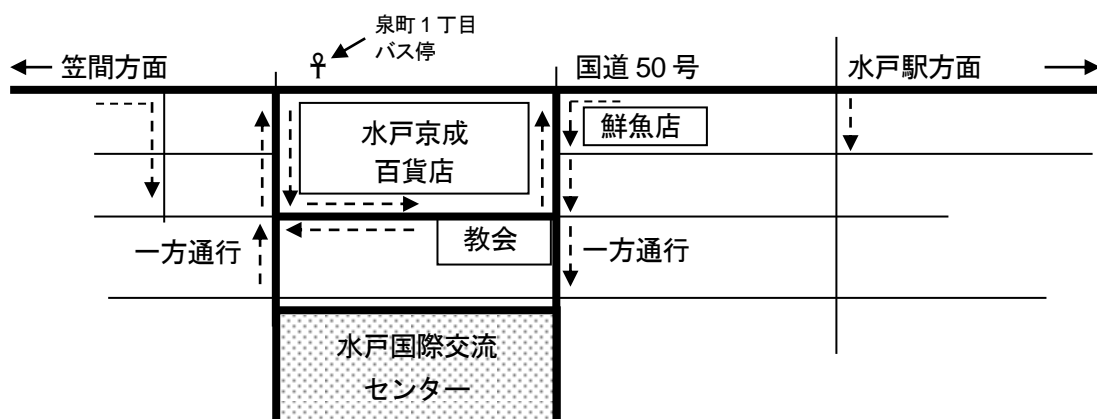 泉町1丁目
バス停
笠間方面
国道50号
水戸駅方面
水戸京成
百貨店
鮮魚店
一方通行
教会
一方通行
水戸国際交流
センター